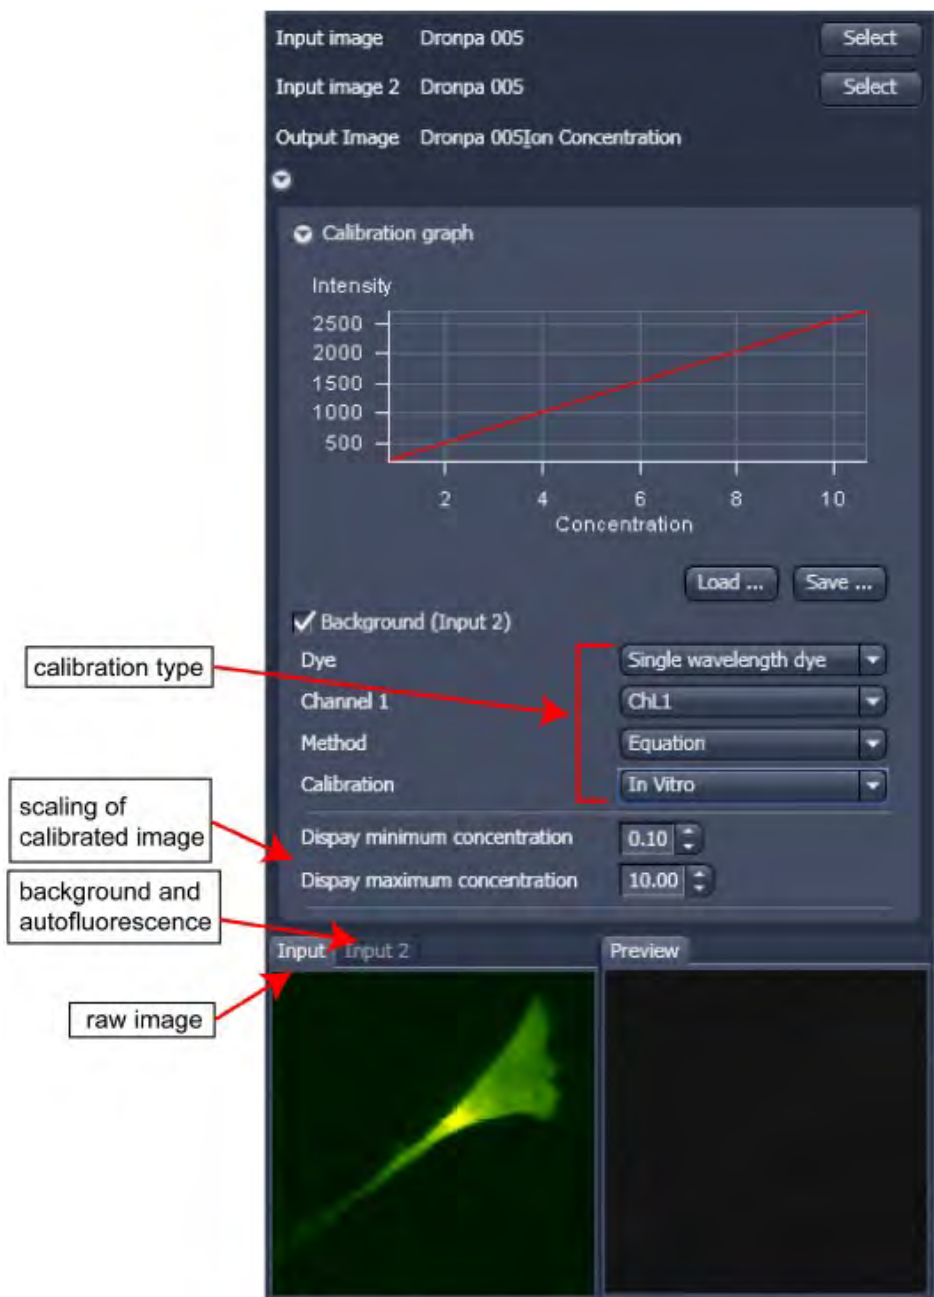 Input image Dronpa 005 Select
Input image 2 Dronpa 005 Select
Output Image Dronpa 005Ion Concentration
Calibration graph
Intensity
2500
2000
1500
1000
500
2 4 6 8 10
Concentration
Load ... Save ...
Background (Input 2)
calibration type
Dye Single wavelength dye
Channel 1 ChL1
Method Equation
Calibration In Vitro
scaling of
calibrated image
Dispay minimum concentration 0.10
Dispay maximum concentration 10.00
background and
autofluorescence
Input Input 2 Preview
raw image